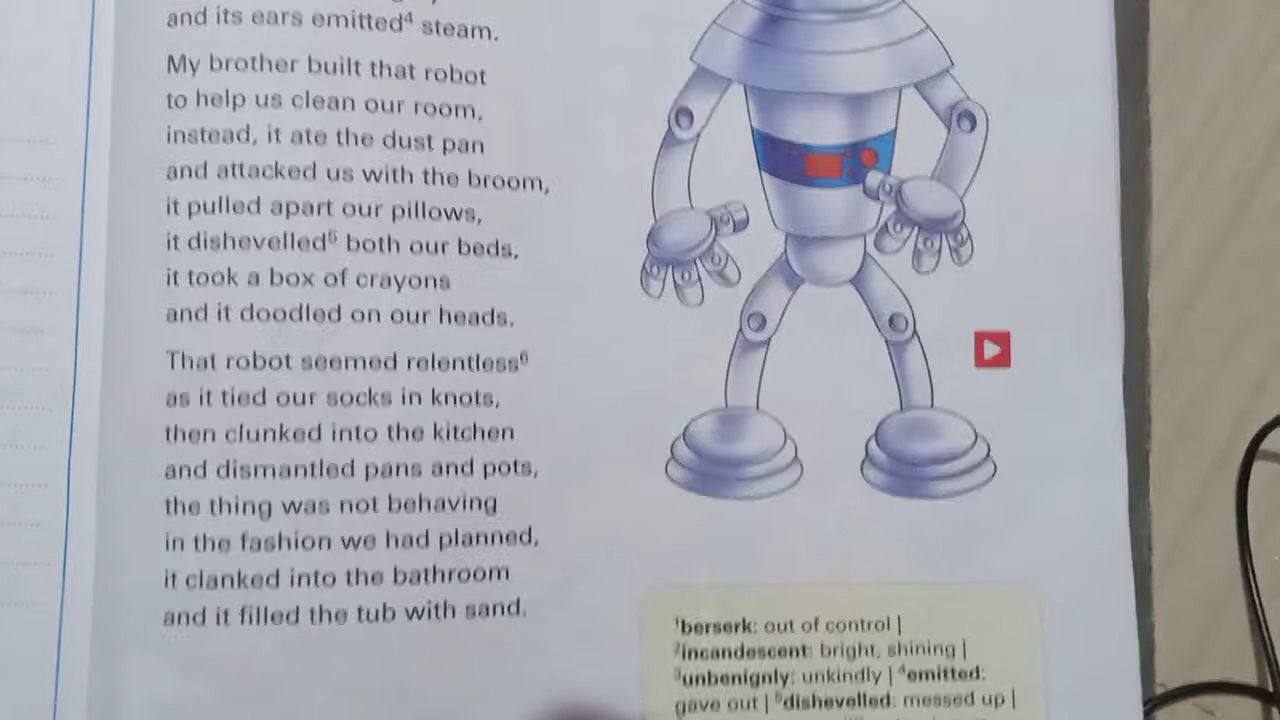 and its ears emitted⁴ steam.
My brother built that robot
to help us clean our room,
instead, it ate the dust pan
and attacked us with the broom,
it pulled apart our pillows,
it dishevelled⁵ both our beds,
it took a box of crayons
and it doodled on our heads.
That robot seemed relentless⁶
as it tied our socks in knots,
then clunked into the kitchen
and dismantled pans and pots,
the thing was not behaving
in the fashion we had planned,
it clanked into the bathroom
and it filled the tub with sand.
¹berserk: out of control |
²incandescent: bright, shining |
³unbenignly: unkindly | ⁴emitted:
gave out | ⁵dishevelled: messed up |